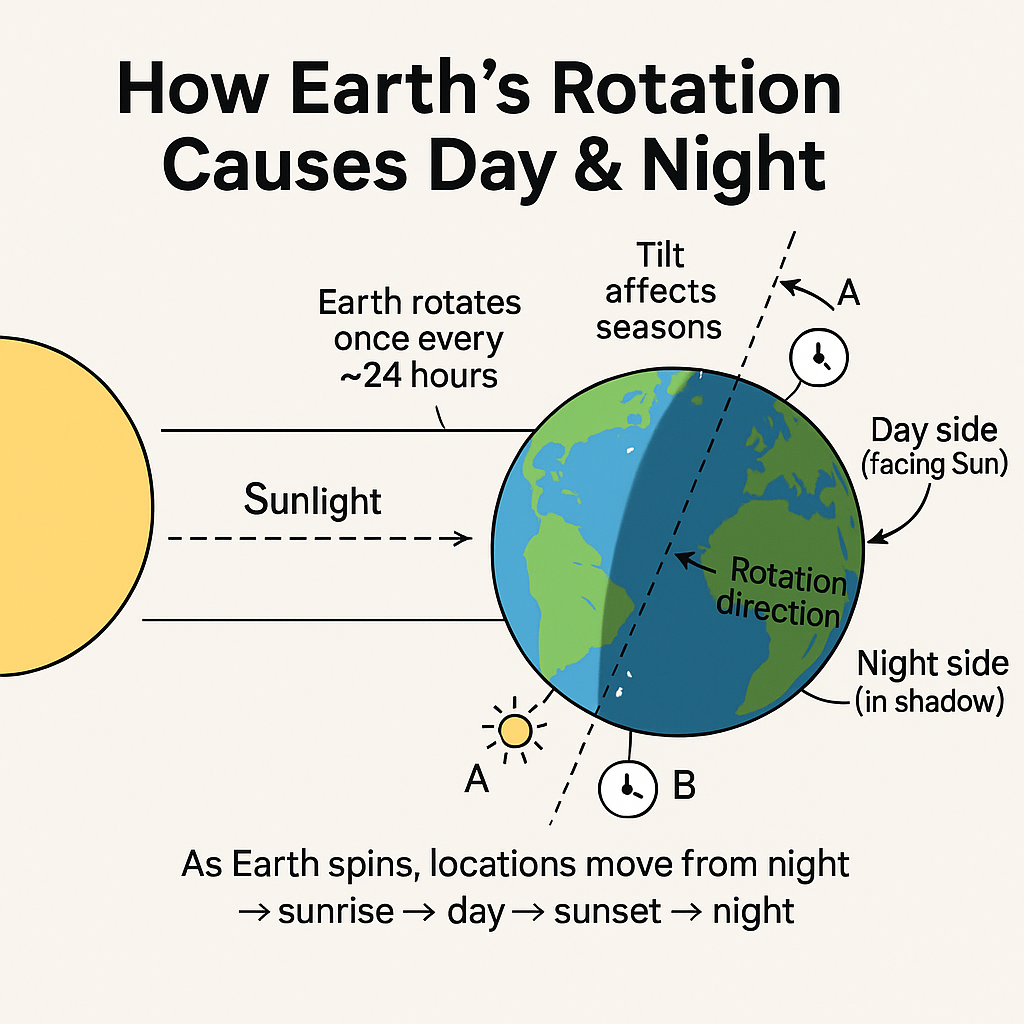 How Earth’s Rotation
Causes Day & Night
Tilt
affects
seasons
A
Earth rotates
once every
~24 hours
Day side
(facing Sun)
Sunlight
Rotation
direction
Night side
(in shadow)
A
B
As Earth spins, locations move from night
→ sunrise → day → sunset → night